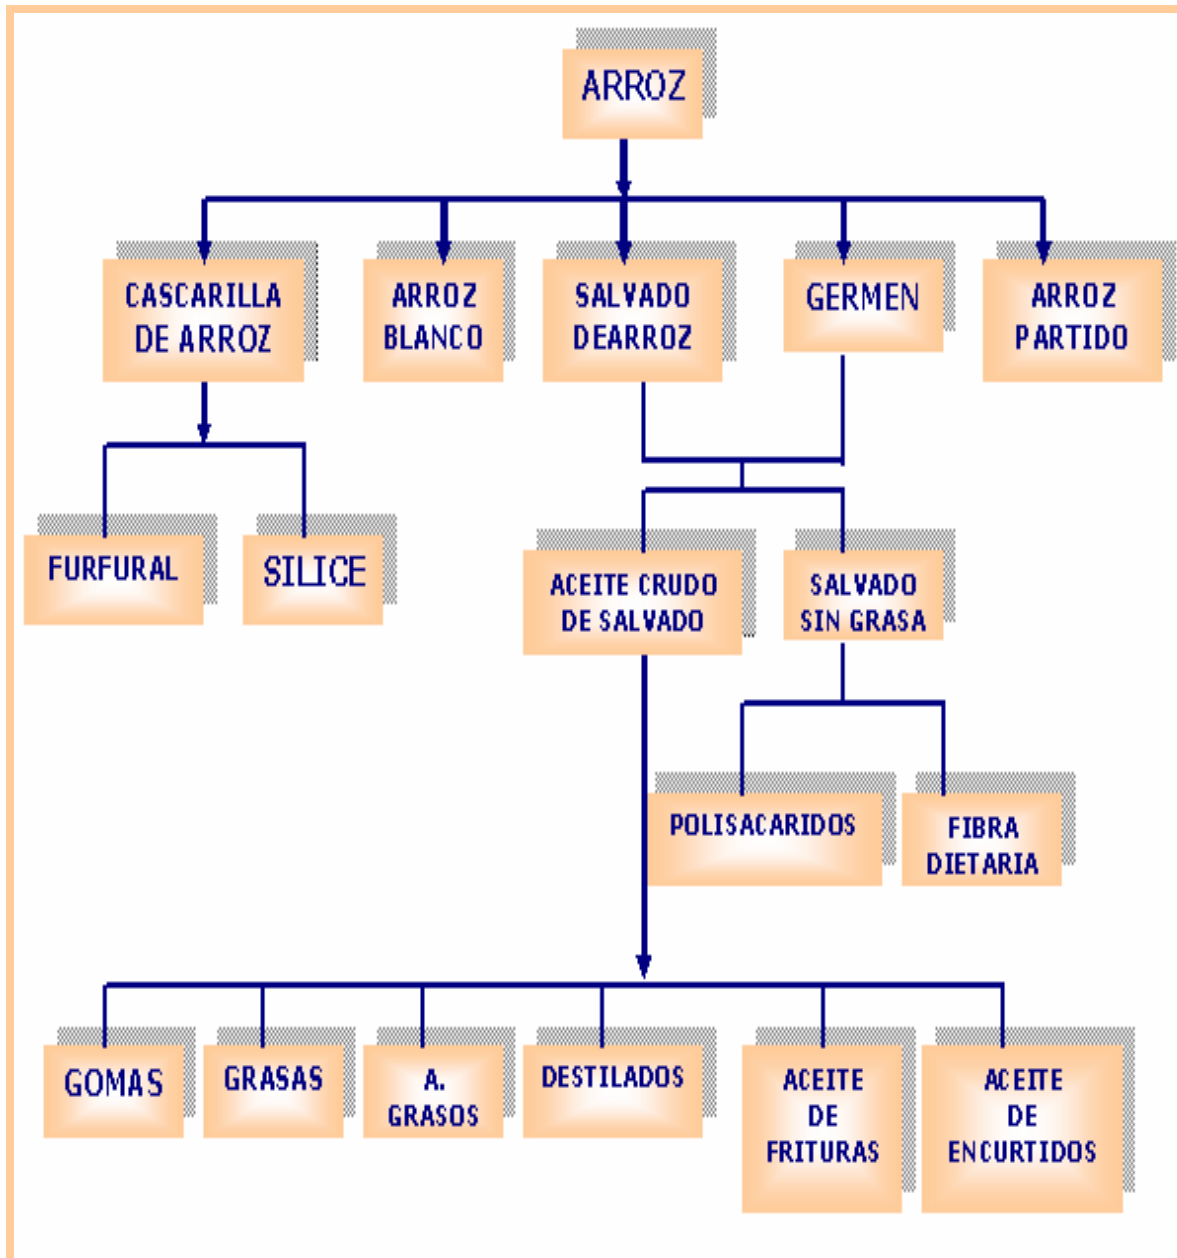 ARROZ
CASCARILLA
DE ARROZ
ARROZ
BLANCO
SALVADO
DEARROZ
GERMEN
ARROZ
PARTIDO
FURFURAL
SILICE
ACEITE CRUDO
DE SALVADO
SALVADO
SIN GRASA
POLISACARIDOS
FIBRA
DIETARIA
GOMAS
GRASAS
A.
GRASOS
DESTILADOS
ACEITE
DE
FRITURAS
ACEITE
DE
ENCURTIDOS